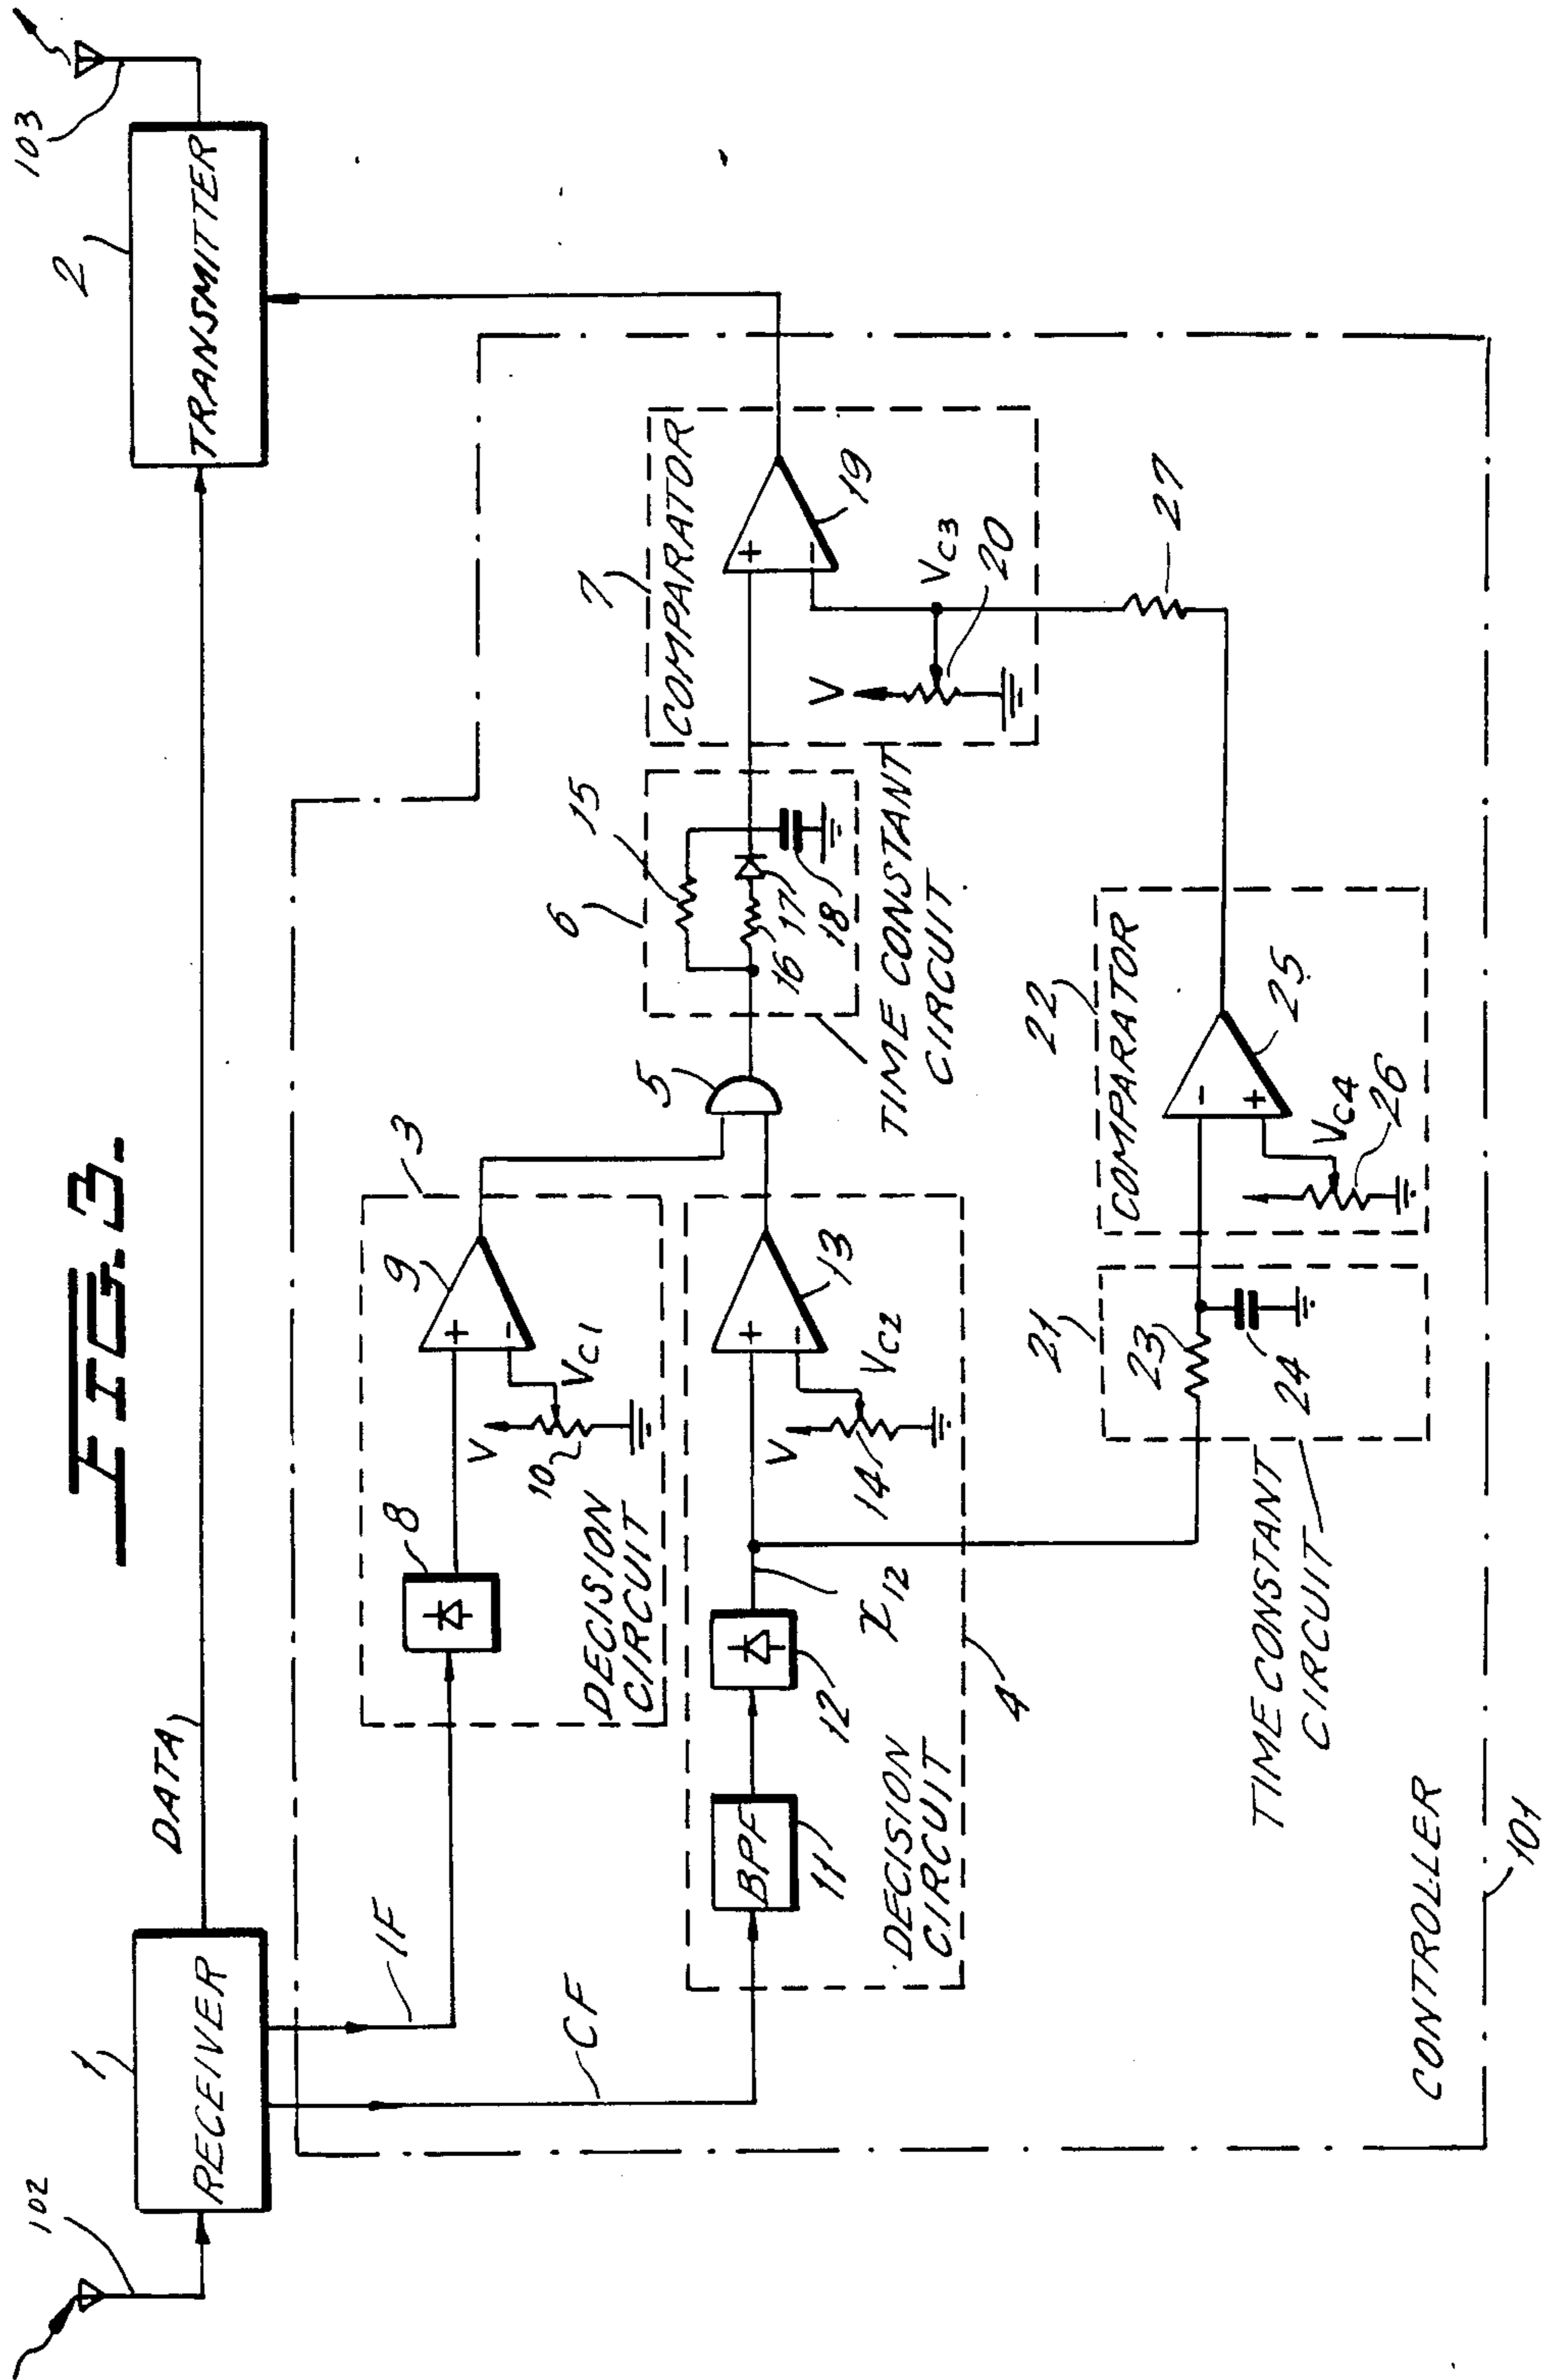 FIG. 3.
102
1
RECEIVER
DATA
2
TRANSMITTER
103
IF
CF
8
9
3
+
−
V
VC1
10
DECISION
CIRCUIT
BPF
11
12
13
+
−
V
VC2
14
DECISION
CIRCUIT
4
5
6
15
16
17
18
TIME CONSTANT
CIRCUIT
7
COMPARATOR
+
−
19
VC3
V
20
27
21
23
24
TIME CONSTANT
CIRCUIT
22
COMPARATOR
−
+
25
VC4
26
CONTROLLER
101